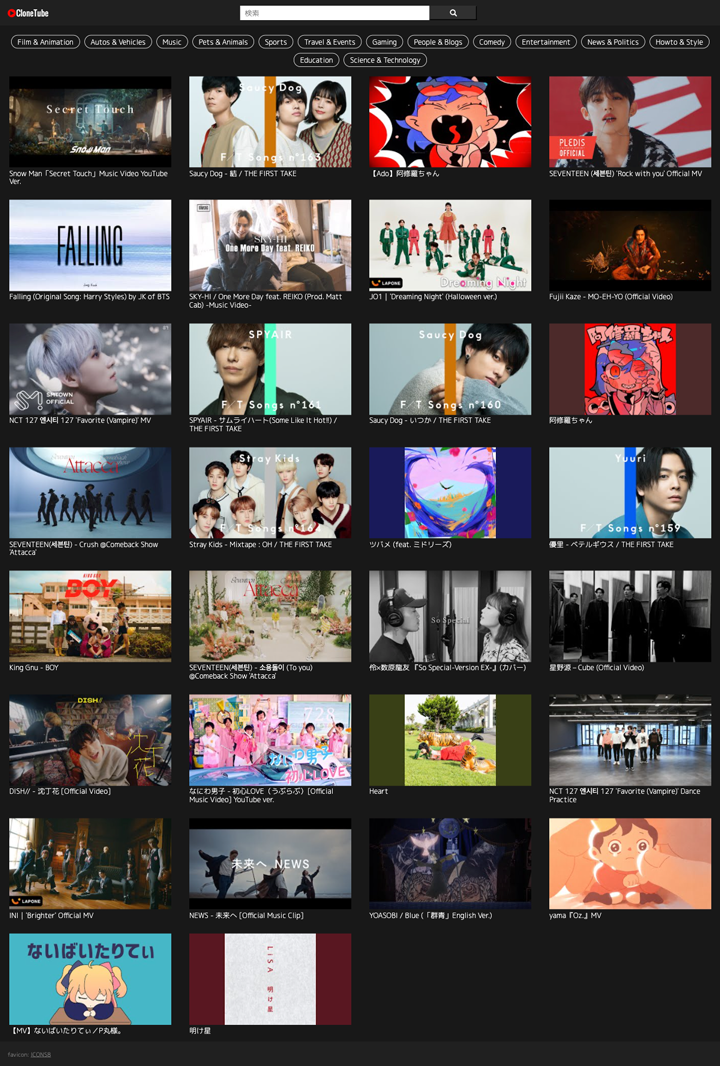 CloneTube
検索
Film & Animation
Autos & Vehicles
Music
Pets & Animals
Sports
Travel & Events
Gaming
People & Blogs
Comedy
Entertainment
News & Politics
Howto & Style
Education
Science & Technology
Secret Touch
Snow Man
Snow Man「Secret Touch」Music Video YouTube
Ver.
Saucy Dog
F/T Songs n°163
Saucy Dog - 結 / THE FIRST TAKE
【Ado】阿修羅ちゃん
PLEDIS
OFFICIAL
SEVENTEEN (세븐틴) 'Rock with you' Official MV
FALLING
Falling (Original Song: Harry Styles) by JK of BTS
SKY-HI
One More Day feat. REIKO
SKY-HI / One More Day feat. REIKO (Prod. Matt
Cab) -Music Video-
LAPONE
Dreaming Night
JO1｜'Dreaming Night' (Halloween ver.)
Fujii Kaze - MO-EH-YO (Official Video)
SMTOWN
OFFICIAL
NCT 127 엔시티 127 'Favorite (Vampire)' MV
SPYAIR
F/T Songs n°161
SPYAIR - サムライハート(Some Like It Hot!!) /
THE FIRST TAKE
Saucy Dog
F/T Songs n°160
Saucy Dog - いつか / THE FIRST TAKE
阿修羅ちゃん
阿修羅ちゃん
Attacca
SEVENTEEN(세븐틴) - Crush @Comeback Show
'Attacca'
Stray Kids
F/T Songs
Stray Kids - Mixtape : OH / THE FIRST TAKE
ツバメ (feat. ミドリーズ)
Yuuri
F/T Songs n°159
優里 - ベテルギウス / THE FIRST TAKE
BOY
King Gnu - BOY
Attacca
SEVENTEEN(세븐틴) - 소용돌이 (To you)
@Comeback Show 'Attacca'
So Special
伶×数原龍友 『So Special-Version EX-』(カバー)
星野源 – Cube (Official Video)
DISH//
沈丁花
DISH// - 沈丁花 [Official Video]
728
なにわ男子
初心LOVE
なにわ男子 - 初心LOVE（うぶらぶ）[Official
Music Video] YouTube ver.
Heart
NCT 127 엔시티 127 'Favorite (Vampire)' Dance
Practice
LAPONE
INI｜'Brighter' Official MV
未来へ NEWS
NEWS - 未来へ [Official Music Clip]
YOASOBI / Blue (「群青」English Ver.)
yama『Oz.』MV
ないばいたりてぃ
【MV】ないばいたりてぃ／P丸様。
LiSA 明け星
明け星
Favicon: ICONS8